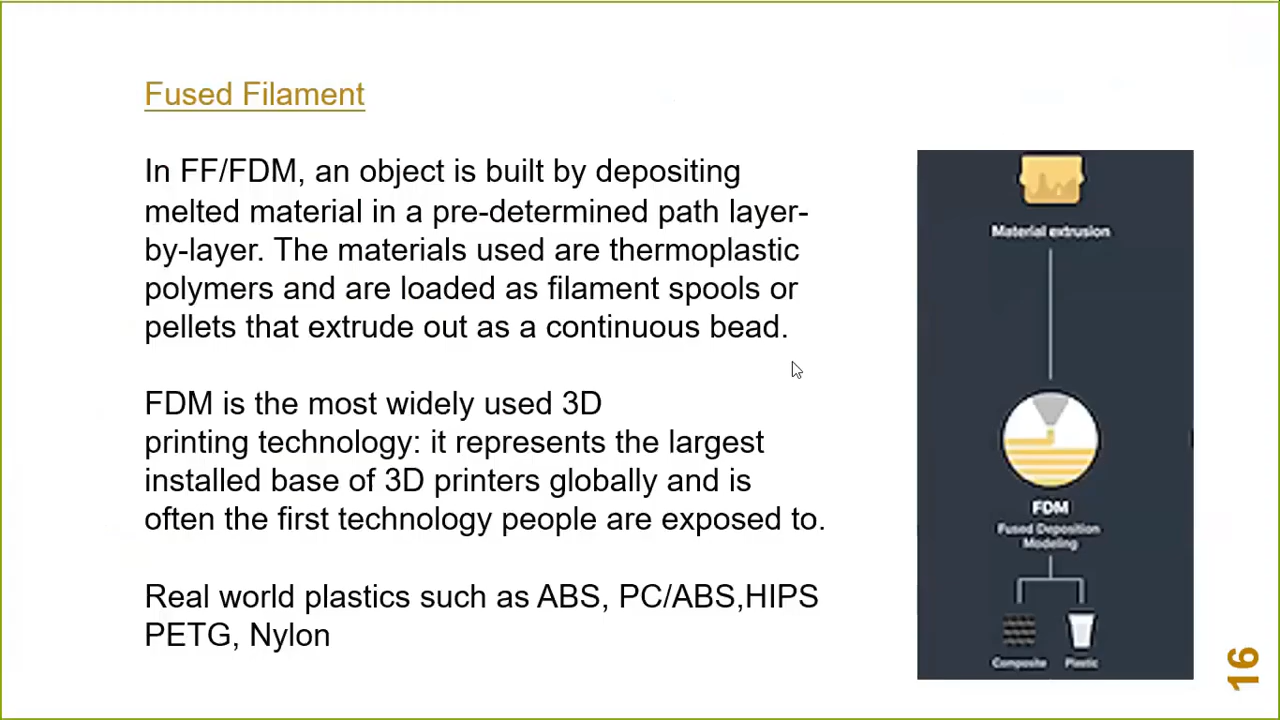 Fused Filament
In FF/FDM, an object is built by depositing
melted material in a pre-determined path layer-
by-layer. The materials used are thermoplastic
polymers and are loaded as filament spools or
pellets that extrude out as a continuous bead.
FDM is the most widely used 3D
printing technology: it represents the largest
installed base of 3D printers globally and is
often the first technology people are exposed to.
Real world plastics such as ABS, PC/ABS,HIPS
PETG, Nylon
Material extrusion
FDM
Fused Deposition
Modeling
Composite
Plastic
16